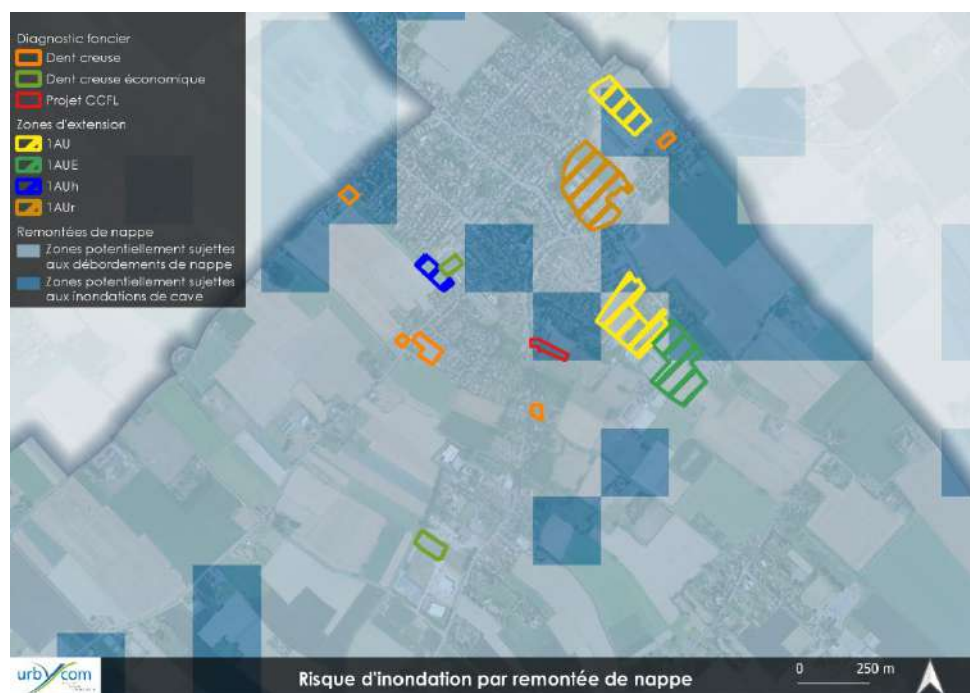 Diagnostic foncier
Dent creuse
Dent creuse économique
Projet CCFL
Zones d'extension
1AU
1AUE
1AUh
1AUr
Remontées de nappe
Zones potentiellement sujettes
aux débordements de nappe
Zones potentiellement sujettes
aux inondations de cave
urbycom
Risque d'inondation par remontée de nappe
0 250 m